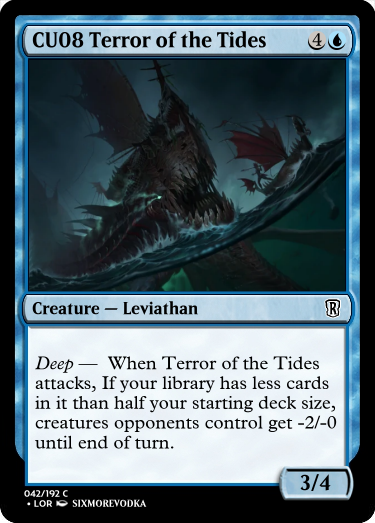 CU08 Terror of the Tides 4
Creature — Leviathan R
Deep — When Terror of the Tides
attacks, If your library has less cards
in it than half your starting deck size,
creatures opponents control get -2/-0
until end of turn.
3/4
042/192 C
• LOR SIXMOREVODKA